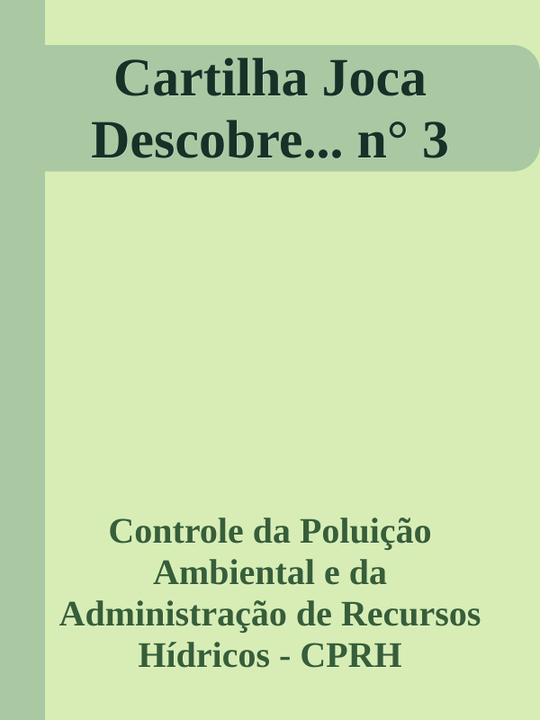 Cartilha Joca
Descobre... n° 3
Controle da Poluição
Ambiental e da
Administração de Recursos
Hídricos - CPRH